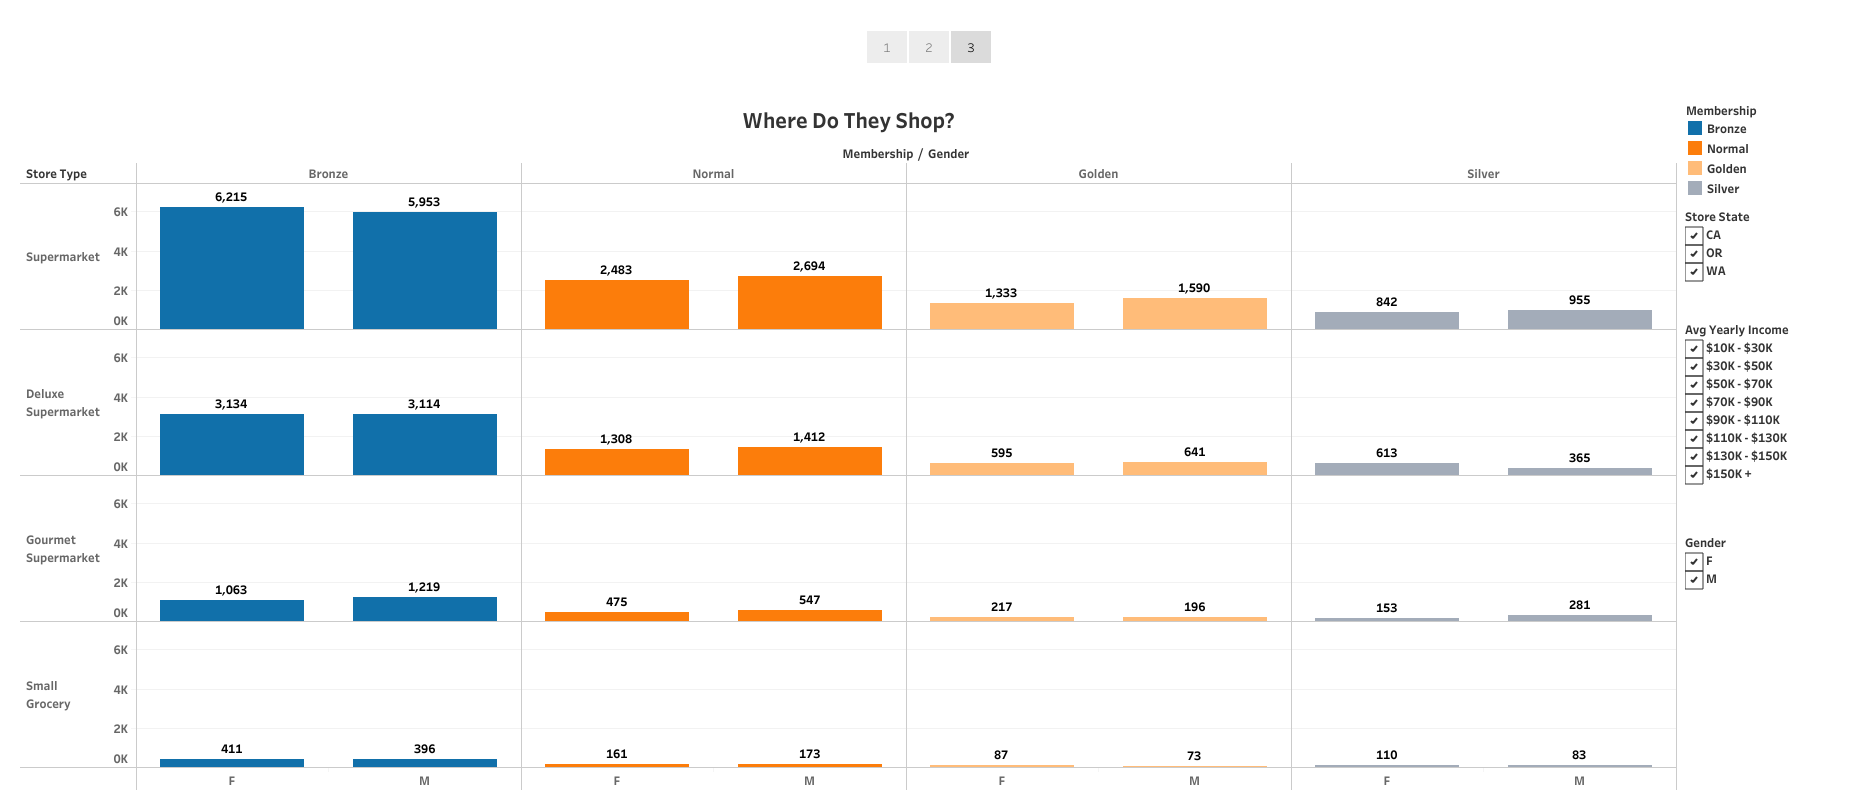 1 2 3
Where Do They Shop?
Membership / Gender
Store Type Bronze Normal Golden Silver
Supermarket
6K
4K
2K
0K
6,215 5,953 2,483 2,694 1,333 1,590 842 955
Deluxe
Supermarket
6K
4K
2K
0K
3,134 3,114 1,308 1,412 595 641 613 365
Gourmet
Supermarket
6K
4K
2K
0K
1,063 1,219 475 547 217 196 153 281
Small
Grocery
6K
4K
2K
0K
411 396 161 173 87 73 110 83
F M F M F M F M
Membership
Bronze
Normal
Golden
Silver
Store State
CA
OR
WA
Avg Yearly Income
$10K - $30K
$30K - $50K
$50K - $70K
$70K - $90K
$90K - $110K
$110K - $130K
$130K - $150K
$150K +
Gender
F
M